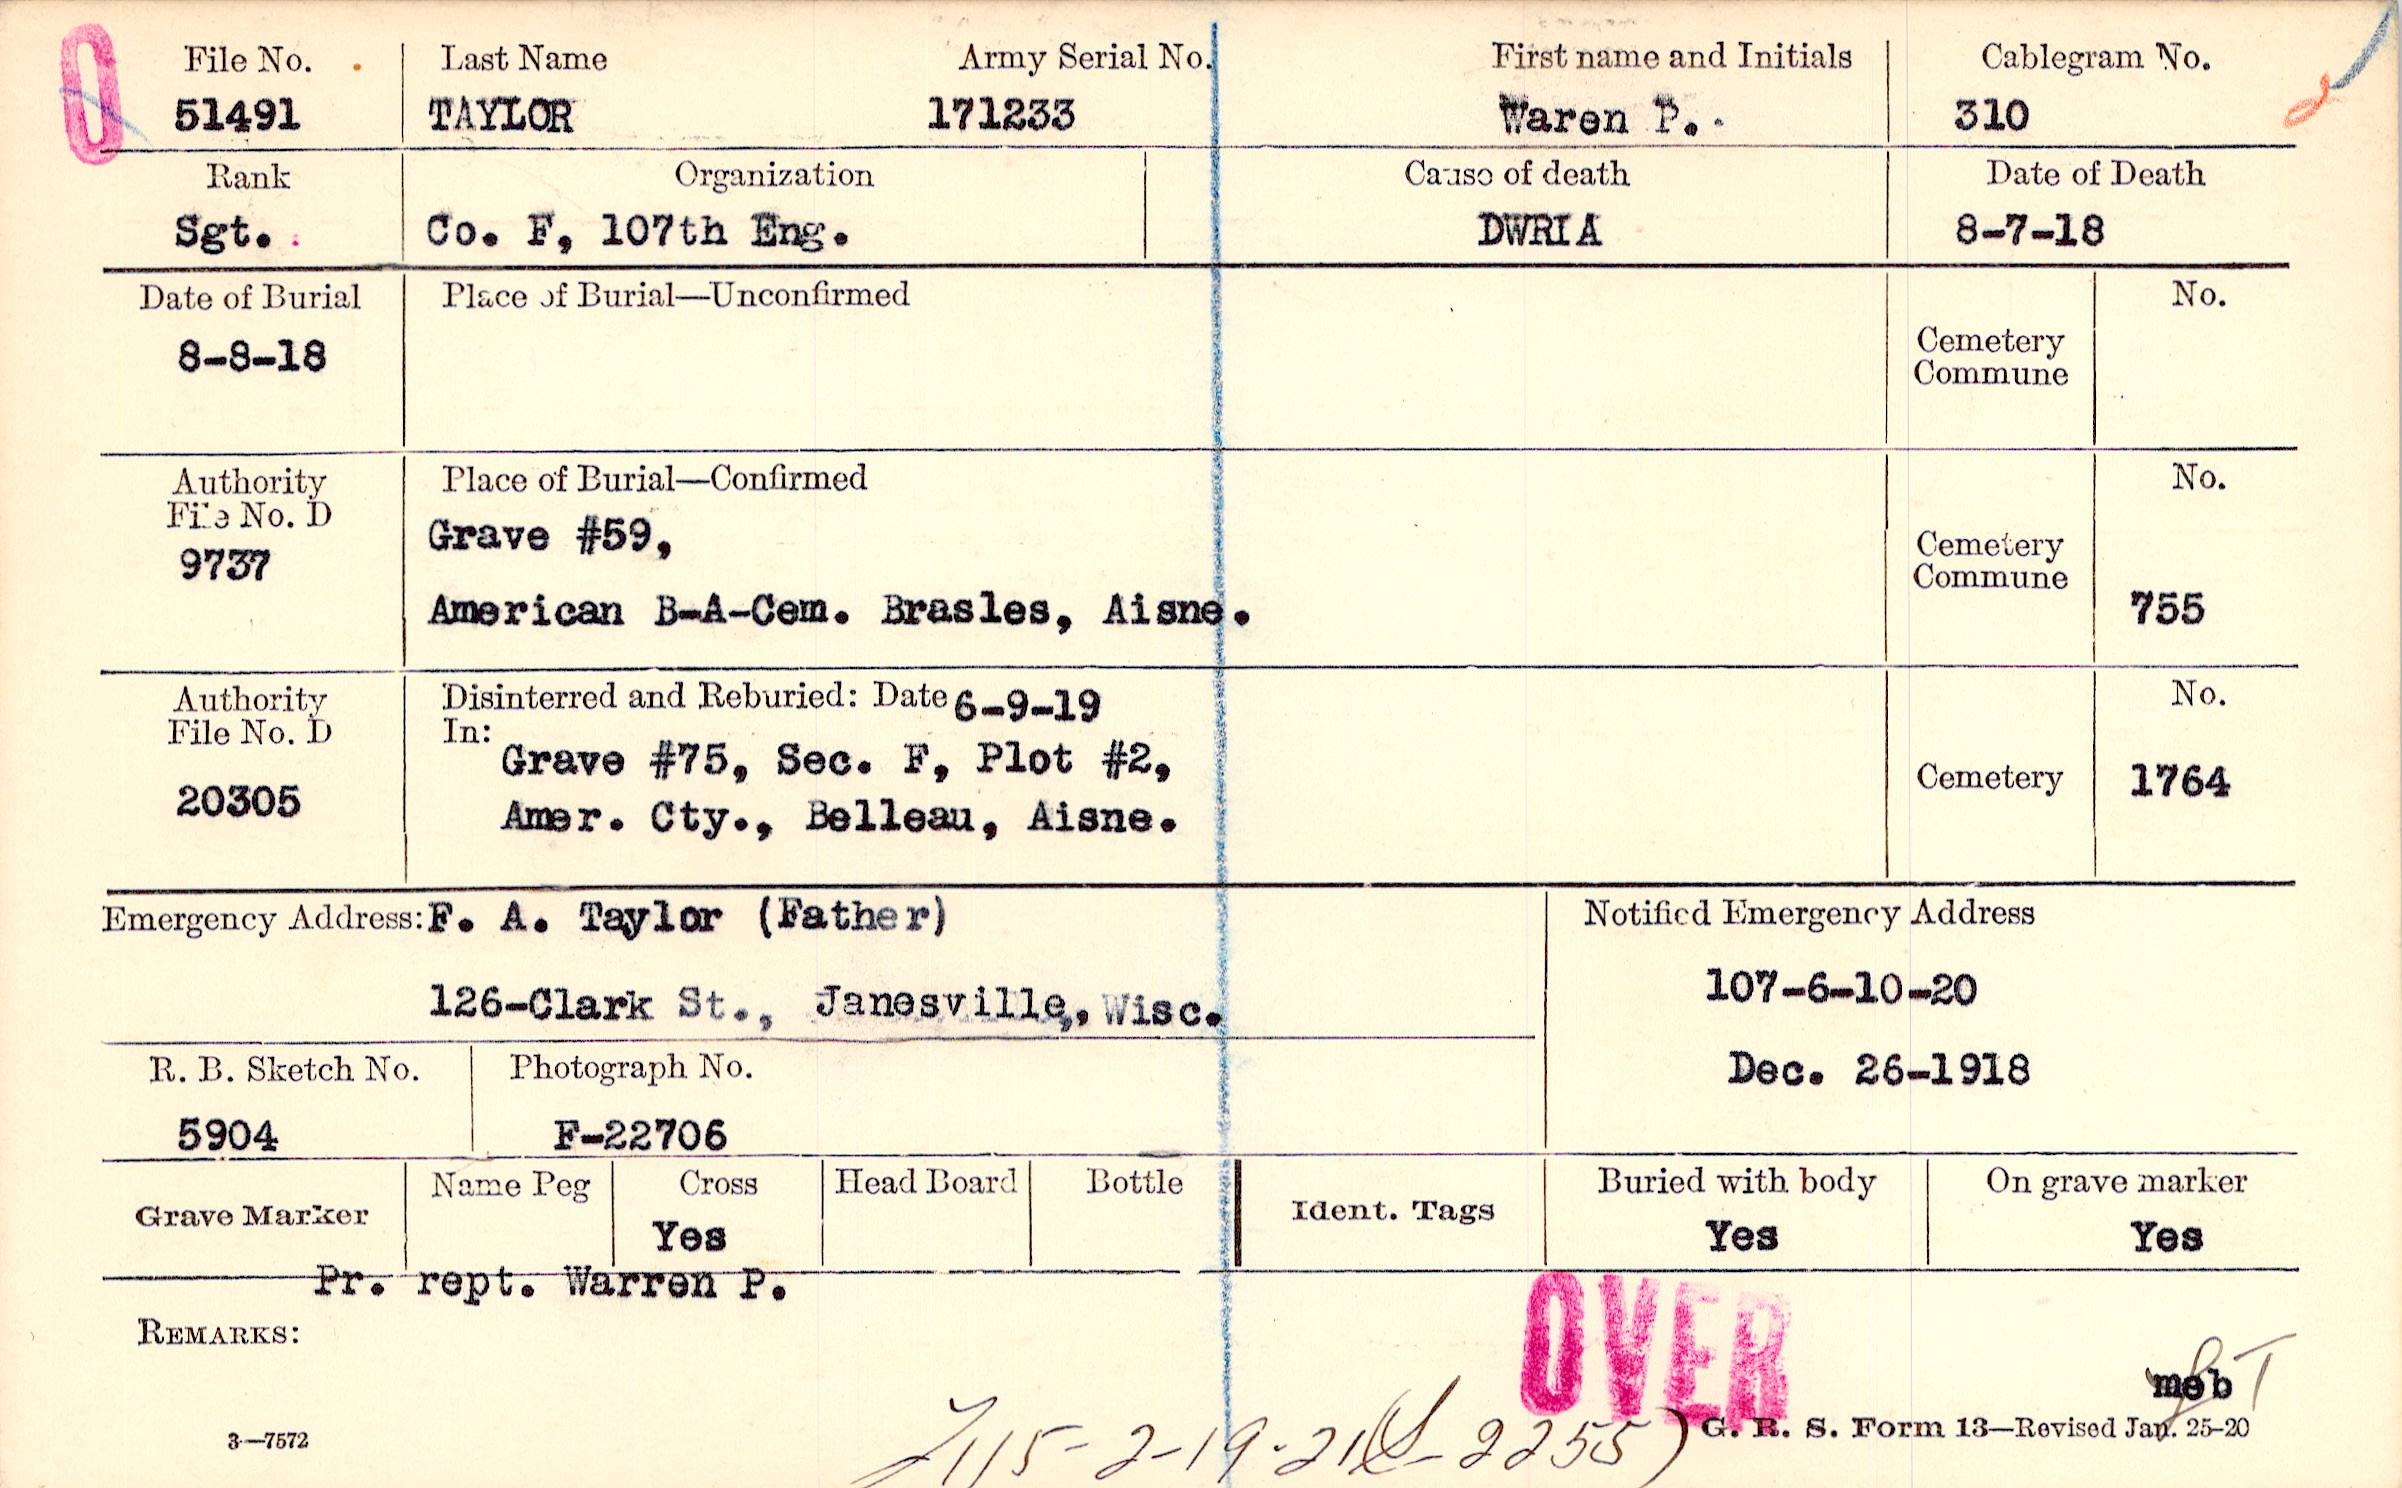 O
File No. Last Name Army Serial No. First name and Initials Cablegram No.
51491 TAYLOR 171233 Waren P. 310
Rank Organization Cause of death Date of Death
Sgt. Co. F, 107th Eng. DWRIA 8-7-18
Date of Burial Place of Burial—Unconfirmed No.
8-8-18 Cemetery
Commune
Authority Place of Burial—Confirmed No.
File No. D Grave #59, Cemetery
9737 Commune
American B-A-Cem. Brasles, Aisne. 755
Authority Disinterred and Reburied: Date 6-9-19 No.
File No. D In:
Grave #75, Sec. F, Plot #2, Cemetery 1764
20305 Amer. Cty., Belleau, Aisne.
Emergency Address: F. A. Taylor (Father) Notified Emergency Address
126-Clark St., Janesville, Wisc. 107-6-10-20
R. B. Sketch No. Photograph No. Dec. 26-1918
5904 F-22706
Name Peg Cross Head Board Bottle Buried with body On grave marker
Grave Marker Yes Ident. Tags Yes Yes
Pr. rept. Warren P.
REMARKS: OVER
meb
3—7572 115-2-19-21 2255) G. R. S. Form 13—Revised Jan. 25-20